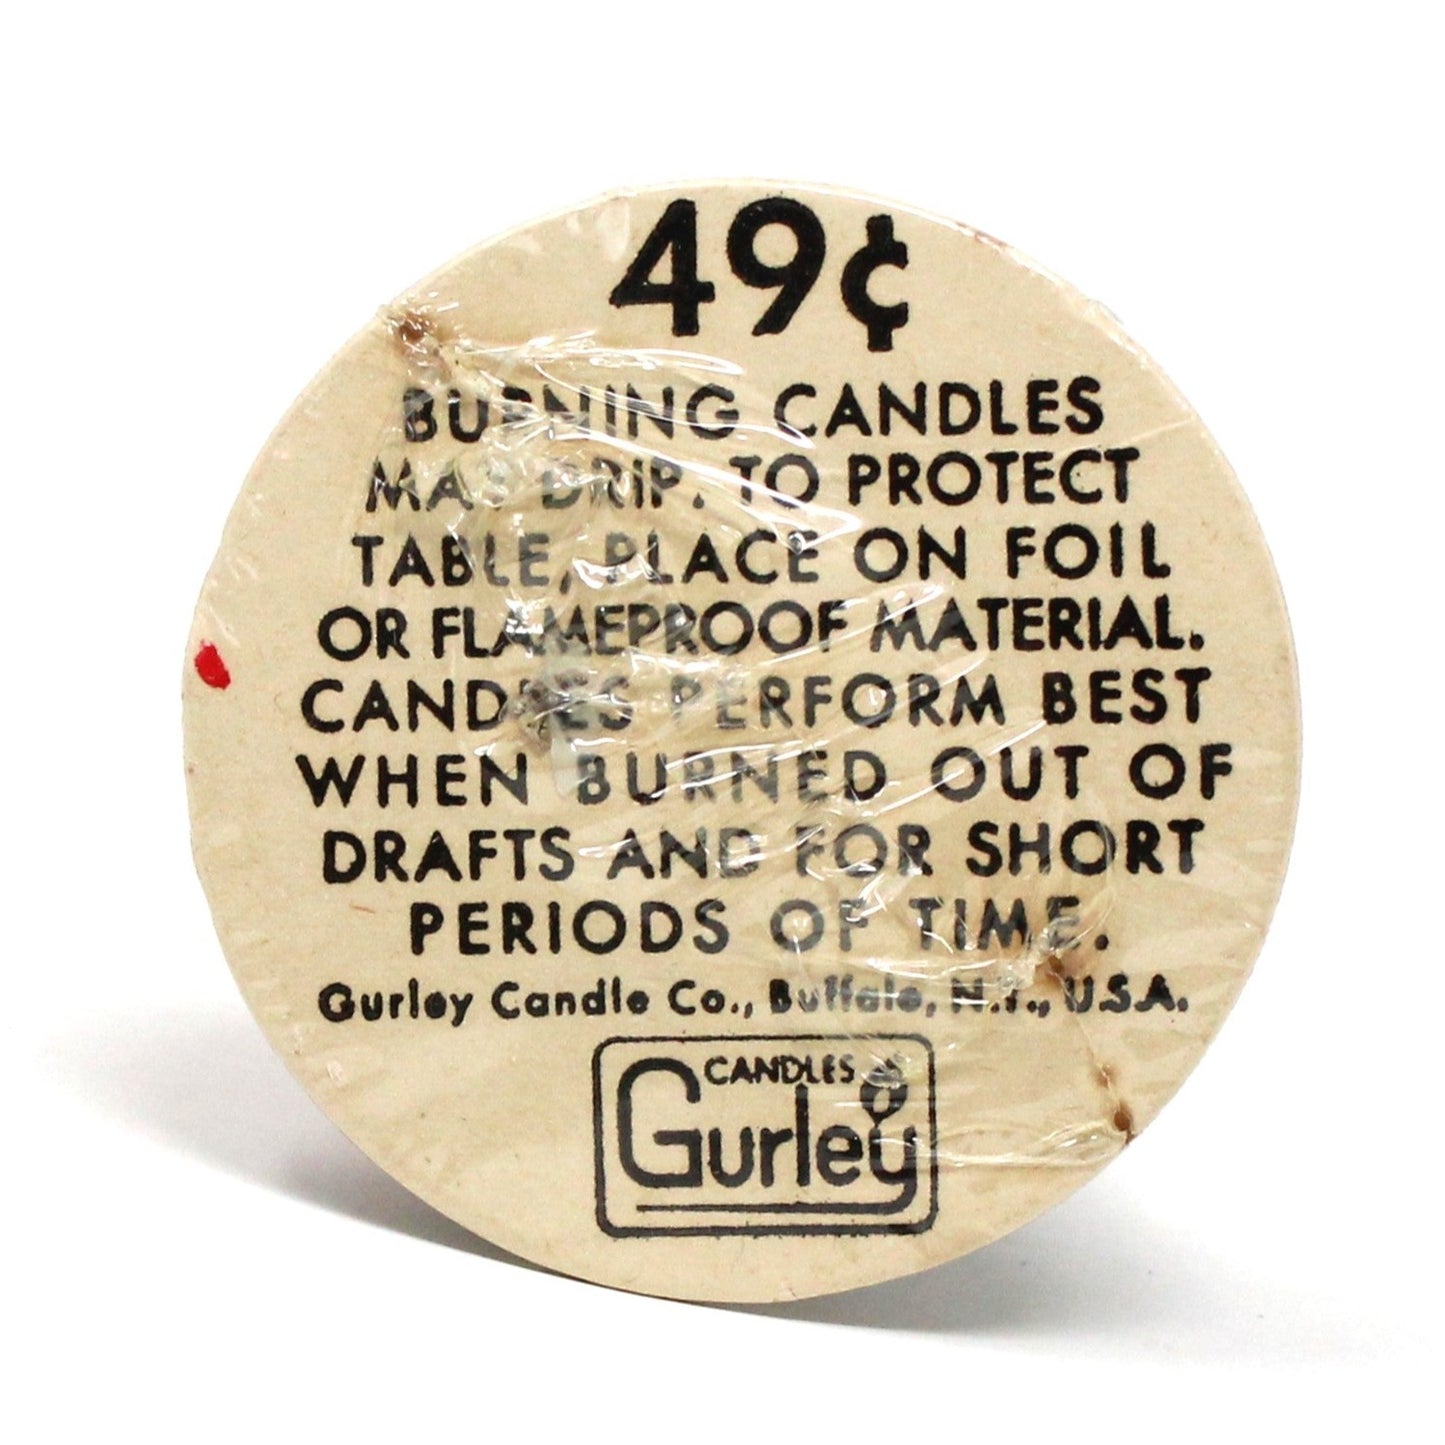 49¢
BURNING CANDLES
MAY DRIP. TO PROTECT
TABLE, PLACE ON FOIL
OR FLAMEPROOF MATERIAL.
CANDLES PERFORM BEST
WHEN BURNED OUT OF
DRAFTS AND FOR SHORT
PERIODS OF TIME.
Gurley Candle Co., Buffalo, N.Y., U.S.A.
CANDLES
Gurley